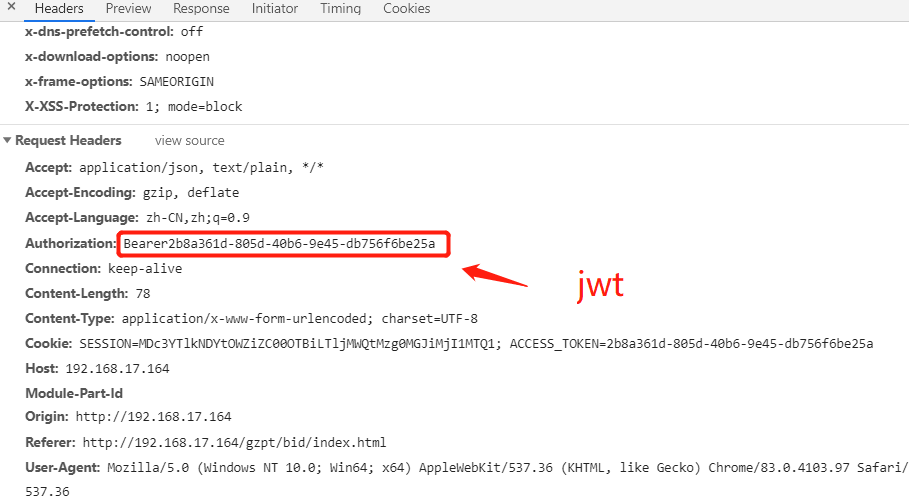 Headers Preview Response Initiator Timing Cookies
x-dns-prefetch-control: off
x-download-options: noopen
x-frame-options: SAMEORIGIN
X-XSS-Protection: 1; mode=block
Request Headers view source
Accept: application/json, text/plain, */*
Accept-Encoding: gzip, deflate
Accept-Language: zh-CN,zh;q=0.9
Authorization: Bearer2b8a361d-805d-40b6-9e45-db756f6be25a
Connection: keep-alive
jwt
Content-Length: 78
Content-Type: application/x-www-form-urlencoded; charset=UTF-8
Cookie: SESSION=MDc3YTlkNDYtOWZiZC00OTBiLTljMWQtMzg0MGJiMjI1MTQ1; ACCESS_TOKEN=2b8a361d-805d-40b6-9e45-db756f6be25a
Host: 192.168.17.164
Module-Part-Id
Origin: http://192.168.17.164
Referer: http://192.168.17.164/gzpt/bid/index.html
User-Agent: Mozilla/5.0 (Windows NT 10.0; Win64; x64) AppleWebKit/537.36 (KHTML, like Gecko) Chrome/83.0.4103.97 Safari/
537.36